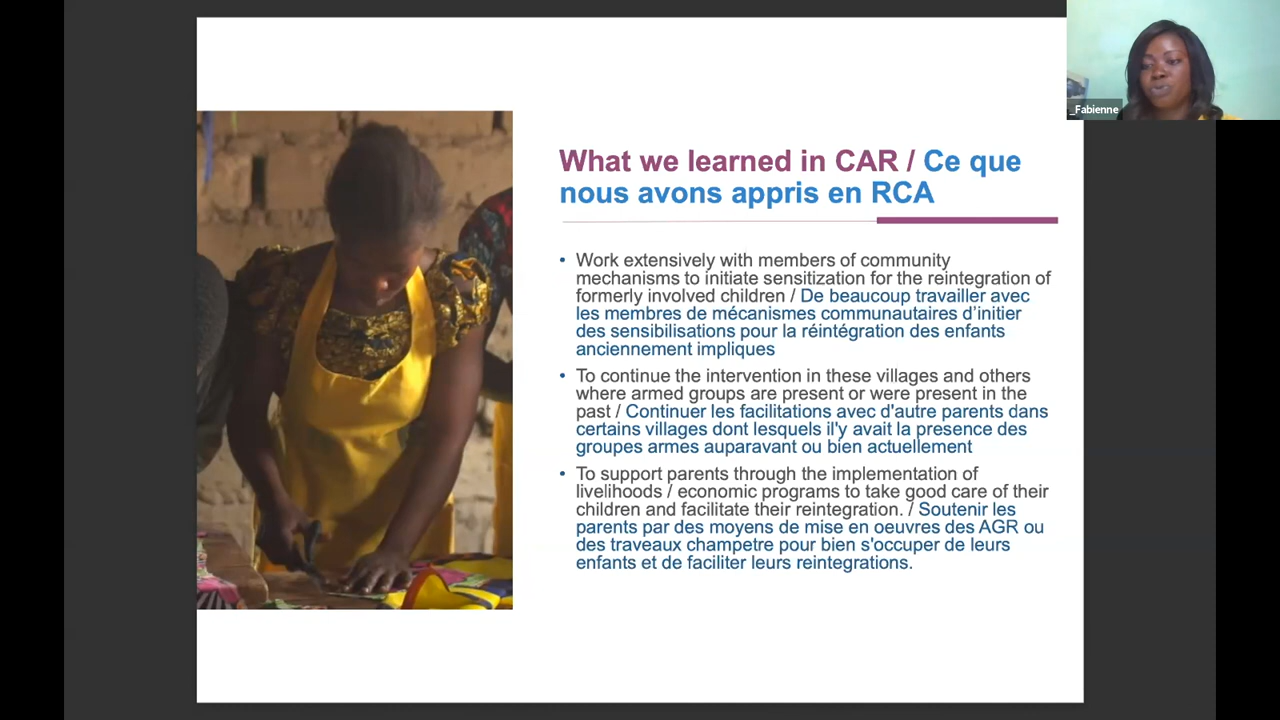 _Fabienne
What we learned in CAR / Ce que
nous avons appris en RCA
• Work extensively with members of community
mechanisms to initiate sensitization for the reintegration of
formerly involved children / De beaucoup travailler avec
les membres de mécanismes communautaires d'initier
des sensibilisations pour la réintégration des enfants
anciennement impliques
• To continue the intervention in these villages and others
where armed groups are present or were present in the
past / Continuer les facilitations avec d'autre parents dans
certains villages dont lesquels il'y avait la presence des
groupes armes auparavant ou bien actuellement
• To support parents through the implementation of
livelihoods / economic programs to take good care of their
children and facilitate their reintegration. / Soutenir les
parents par des moyens de mise en oeuvres des AGR ou
des traveaux champetre pour bien s'occuper de leurs
enfants et de faciliter leurs reintegrations.